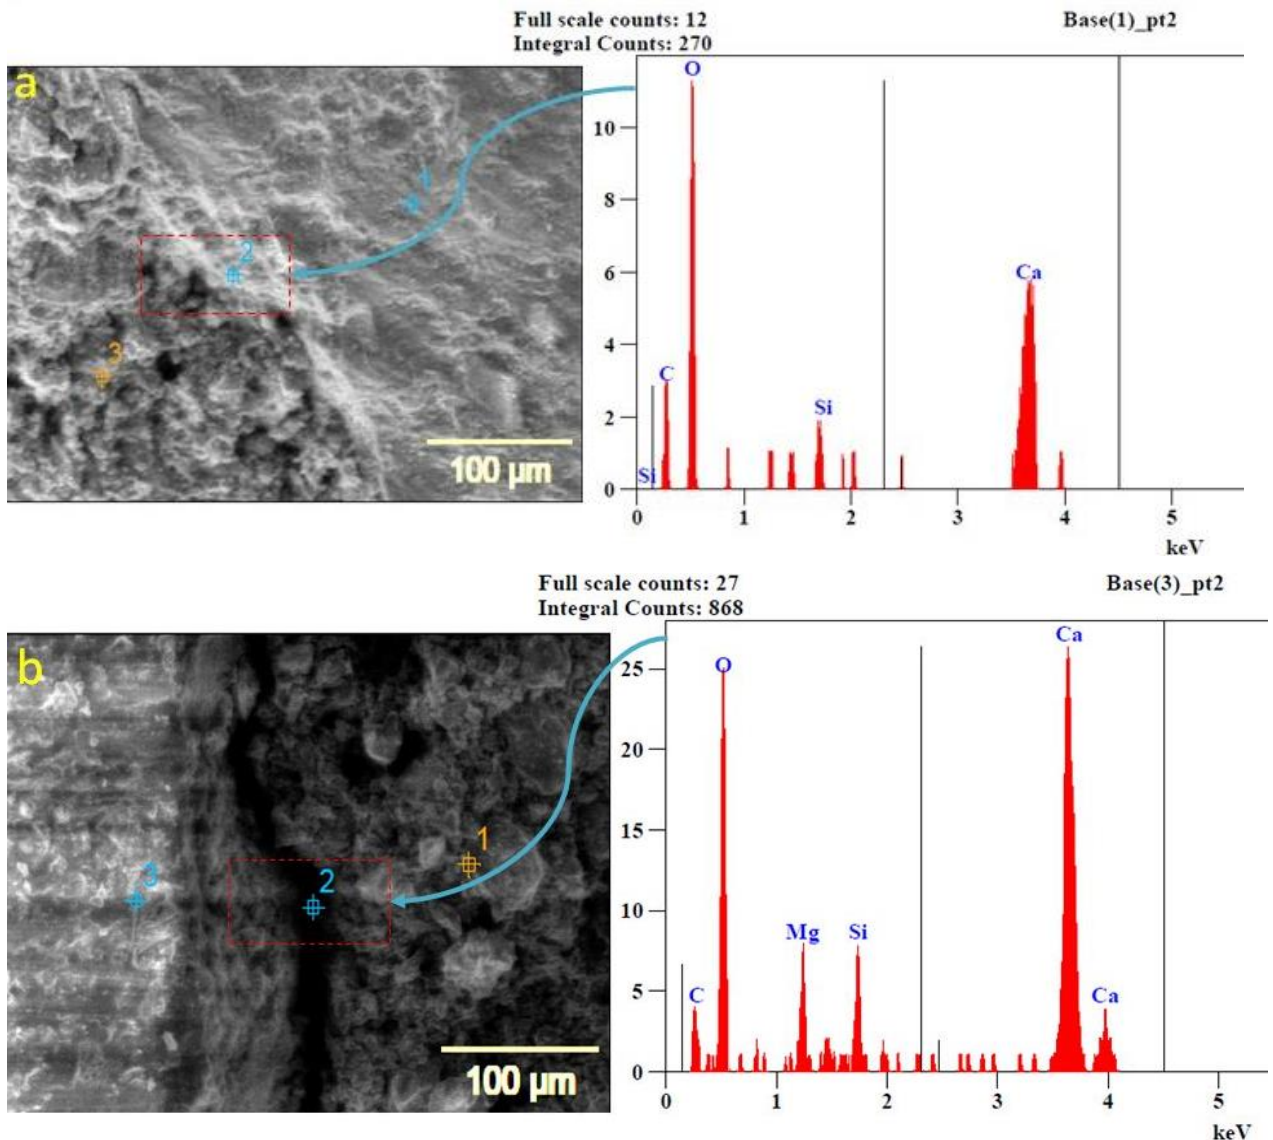 Full scale counts: 12
Integral Counts: 270
Base(1)_pt2
a
4
2
3
100 µm
O
10
8
6
Ca
4
C
2
Si
Si
0
0 1 2 3 4 5
keV
Full scale counts: 27
Integral Counts: 868
Base(3)_pt2
b
1
3
2
100 µm
Ca
25
O
20
15
10
Mg
Si
5
C
Ca
0
0 1 2 3 4 5
keV